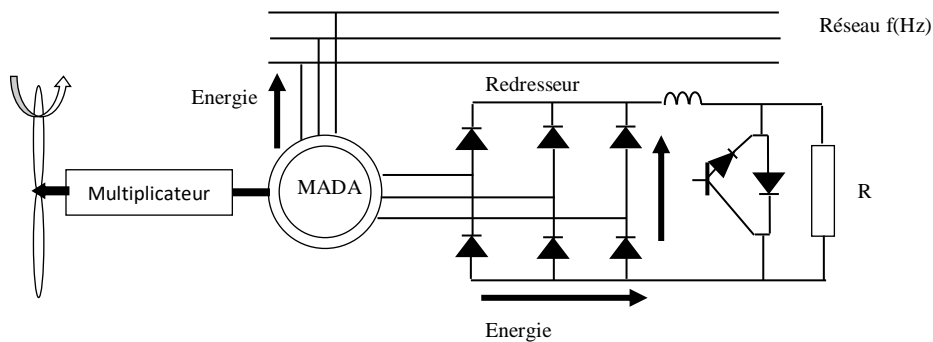 Réseau f(Hz)
Energie
Redresseur
Multiplicateur
MADA
R
Energie